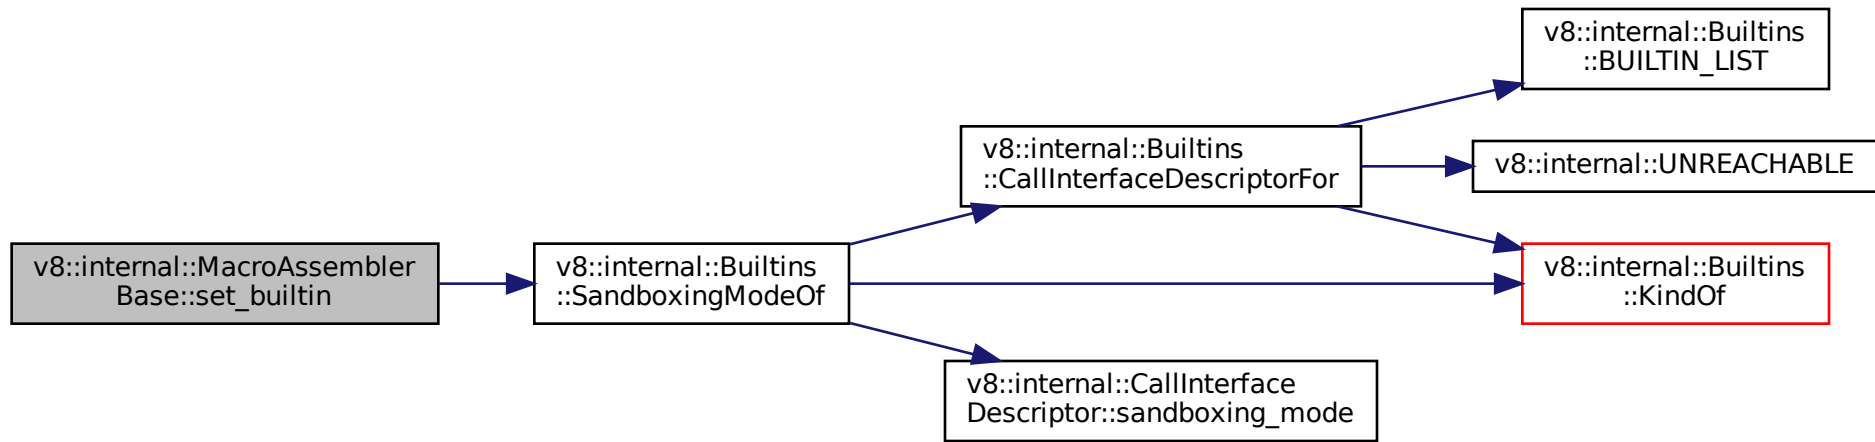 v8::internal::MacroAssembler
Base::set_builtin
v8::internal::Builtins
::SandboxingModeOf
v8::internal::Builtins
::CallInterfaceDescriptorFor
v8::internal::Builtins
::BUILTIN_LIST
v8::internal::UNREACHABLE
v8::internal::Builtins
::KindOf
v8::internal::CallInterface
Descriptor::sandboxing_mode